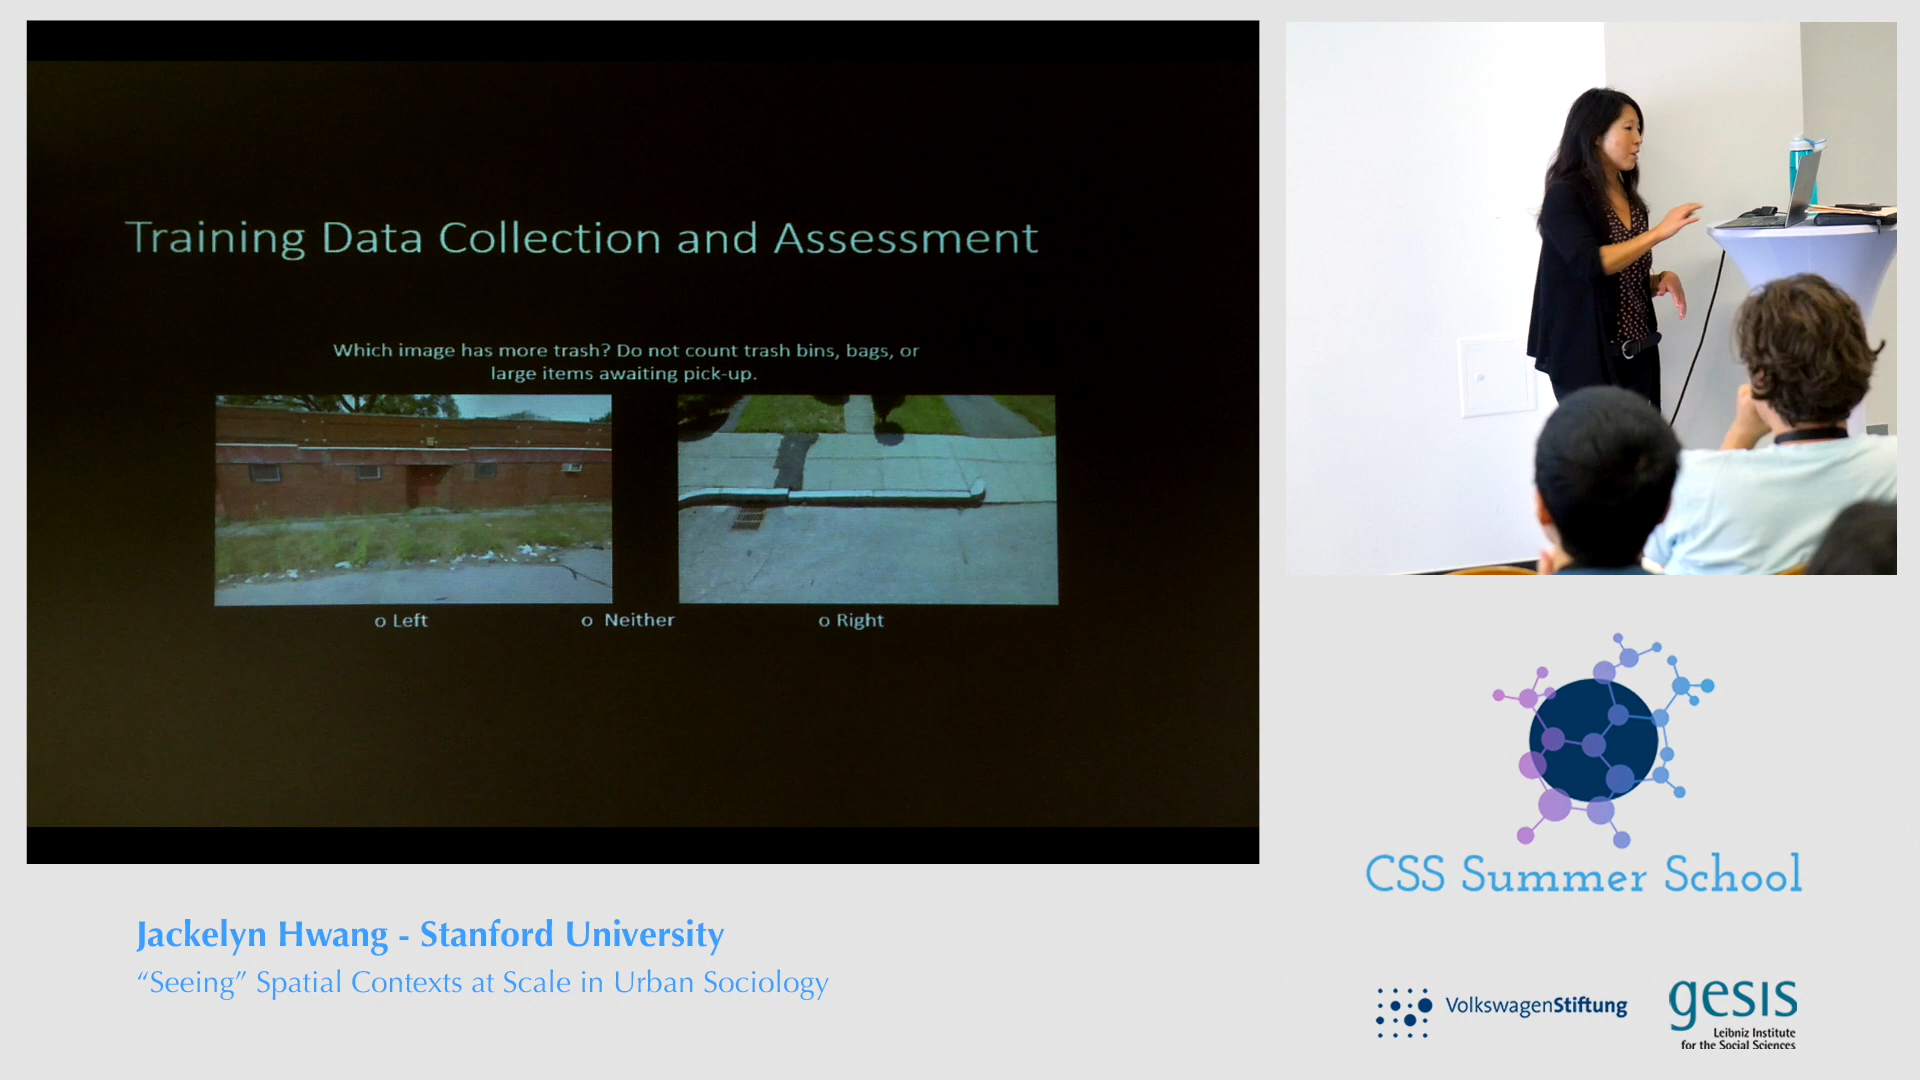 Training Data Collection and Assessment
Which image has more trash? Do not count trash bins, bags, or
large items awaiting pick-up.
o Left
o Neither
o Right
Jackelyn Hwang - Stanford University
“Seeing” Spatial Contexts at Scale in Urban Sociology
CSS Summer School
VolkswagenStiftung
gesis
Leibniz Institute
for the Social Sciences